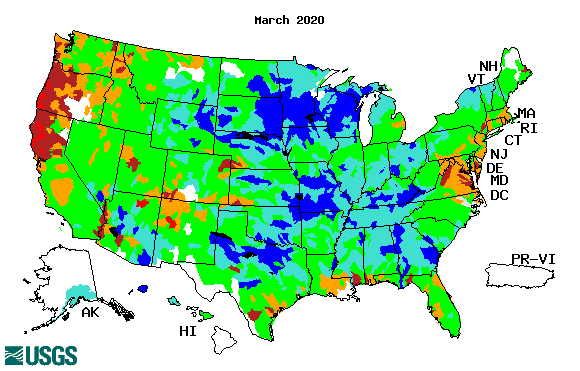 March 2020
NH
VT
MA
RI
CT
NJ
DE
MD
DC
PR-VI
AK
HI
USGS